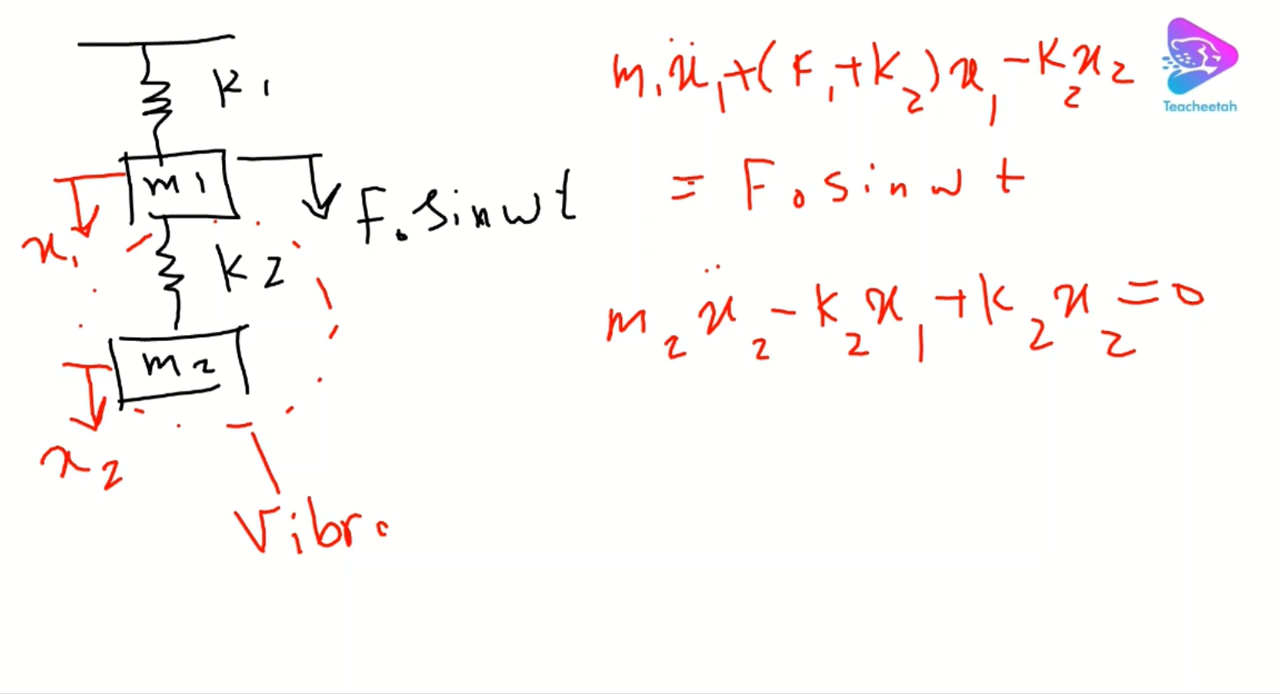 K1
m1
x1
F₀ sinωt
K2
m2
x2
Vibra
m₁ẍ₁+(K₁+K₂)x₁-K₂x₂
= F₀ sinωt
m₂ẍ₂-K₂x₁+K₂x₂=0
Teacheetah